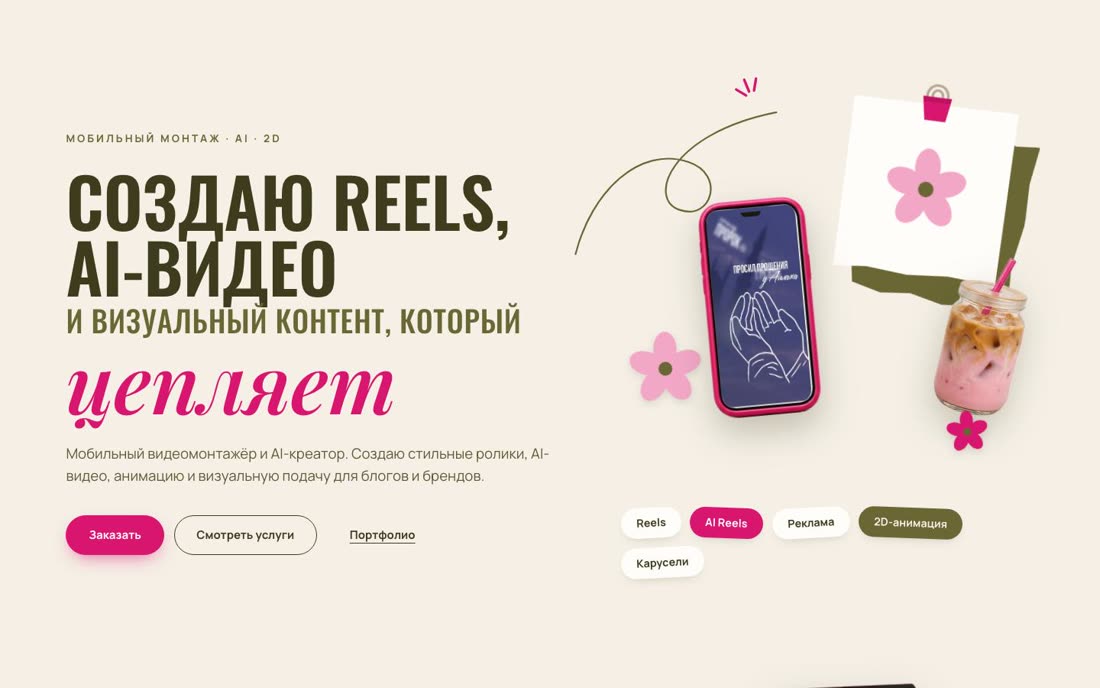 МОБИЛЬНЫЙ МОНТАЖ · AI · 2D
СОЗДАЮ REELS,
AI-ВИДЕО
И ВИЗУАЛЬНЫЙ КОНТЕНТ, КОТОРЫЙ
цепляет
Мобильный видеомонтажёр и AI-креатор. Создаю стильные ролики, AI-
видео, анимацию и визуальную подачу для блогов и брендов.
Заказать
Смотреть услуги
Портфолио
ПРОСИЛ ПРОЩЕНИЯ
Reels
AI Reels
Реклама
2D-анимация
Карусели